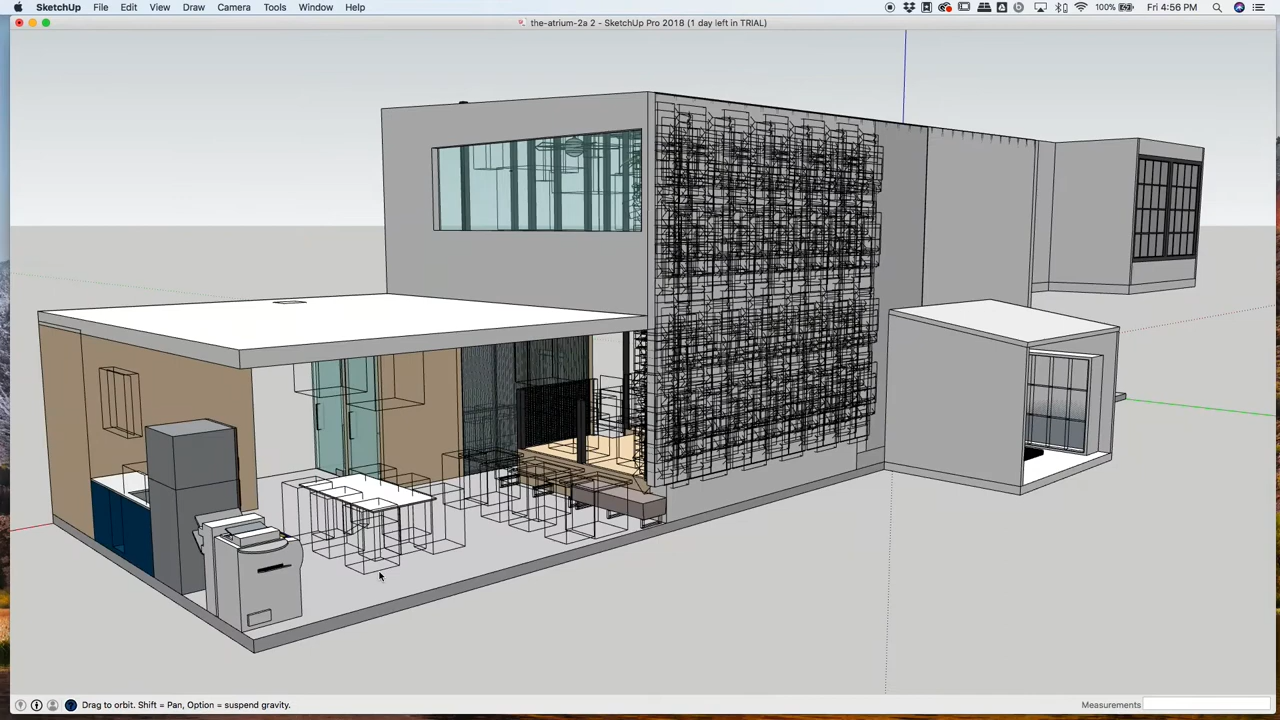 SketchUp File Edit View Draw Camera Tools Window Help 100% Fri 4:56 PM
the-atrium-2a 2 - SketchUp Pro 2018 (1 day left in TRIAL)
Drag to orbit. Shift = Pan, Option = suspend gravity. Measurements